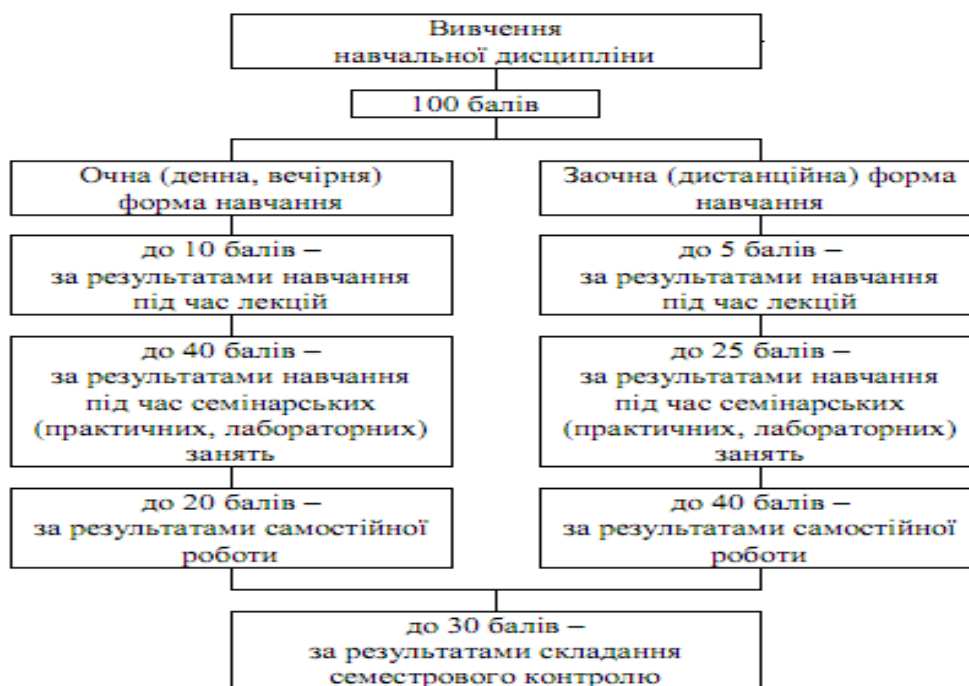 Вивчення
навчальної дисципліни
100 балів
Очна (денна, вечірня)
форма навчання
до 10 балів –
за результатами навчання
під час лекцій
до 40 балів –
за результатами навчання
під час семінарських
(практичних, лабораторних)
занять
до 20 балів –
за результатами самостійної
роботи
Заочна (дистанційна) форма
навчання
до 5 балів –
за результатами навчання
під час лекцій
до 25 балів –
за результатами навчання
під час семінарських
(практичних, лабораторних)
занять
до 40 балів –
за результатами самостійної
роботи
до 30 балів –
за результатами складання
семестрового контролю